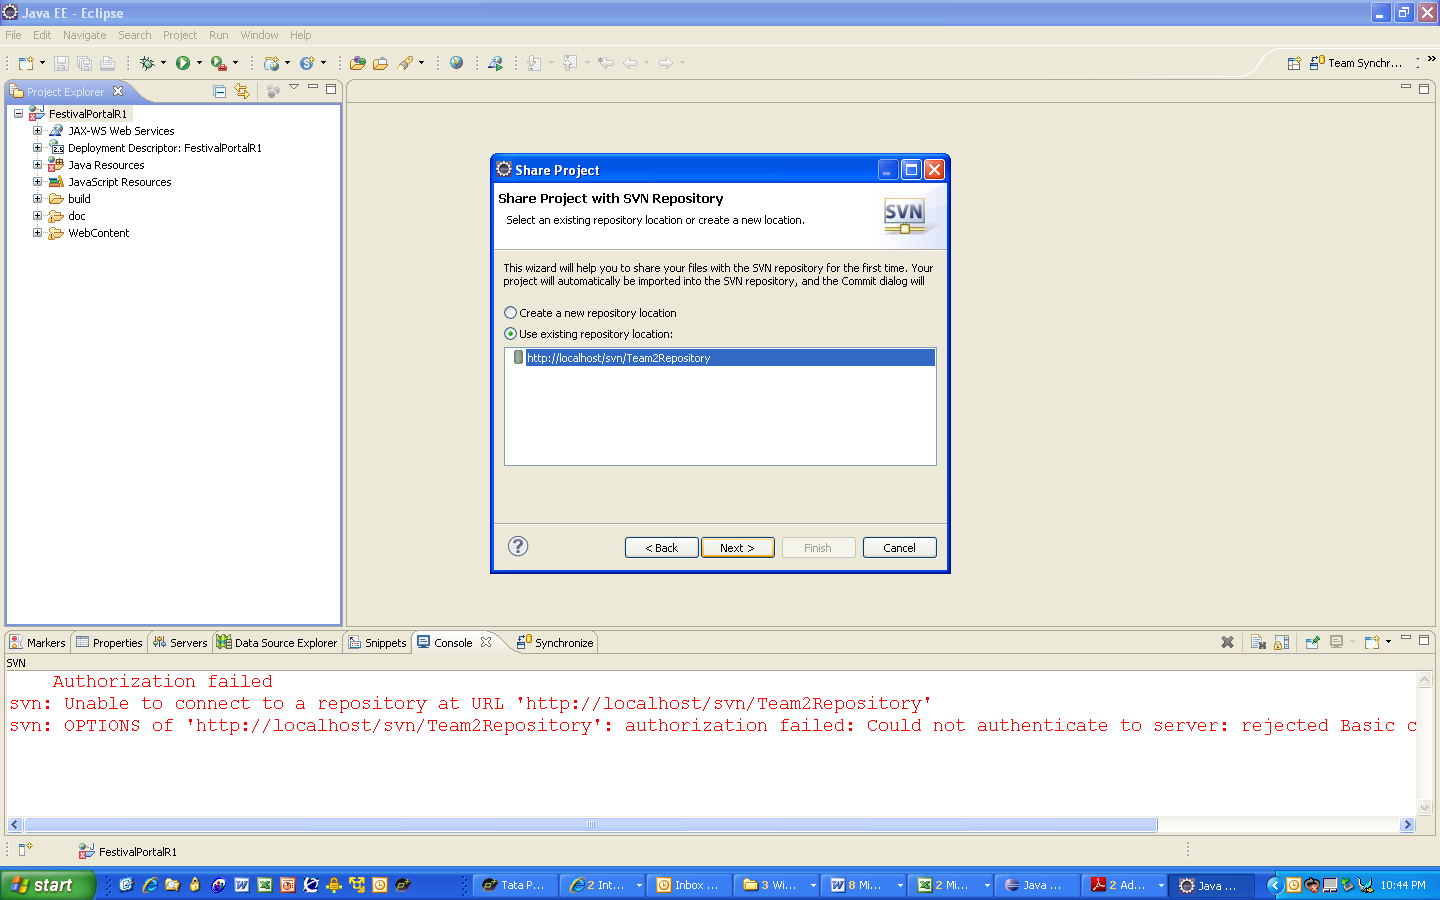 Java EE - Eclipse
File Edit Navigate Search Project Run Window Help
Team Synchr...
Project Explorer
FestivalPortalR1
JAX-WS Web Services
Deployment Descriptor: FestivalPortalR1
Java Resources
JavaScript Resources
build
doc
WebContent
Share Project
Share Project with SVN Repository
Select an existing repository location or create a new location.
SVN
This wizard will help you to share your files with the SVN repository for the first time. Your
project will automatically be imported into the SVN repository, and the Commit dialog will
Create a new repository location
Use existing repository location:
http://localhost/svn/Team2Repository
< Back Next > Finish Cancel
Markers Properties Servers Data Source Explorer Snippets Console Synchronize
SVN
Authorization failed
svn: Unable to connect to a repository at URL 'http://localhost/svn/Team2Repository'
svn: OPTIONS of 'http://localhost/svn/Team2Repository': authorization failed: Could not authenticate to server: rejected Basic c
FestivalPortalR1
start Tata P... 2 Int... Inbox ... 3 Wi... 8 Mi... 2 Mi... Java ... 2 Ad... Java ... 10:44 PM